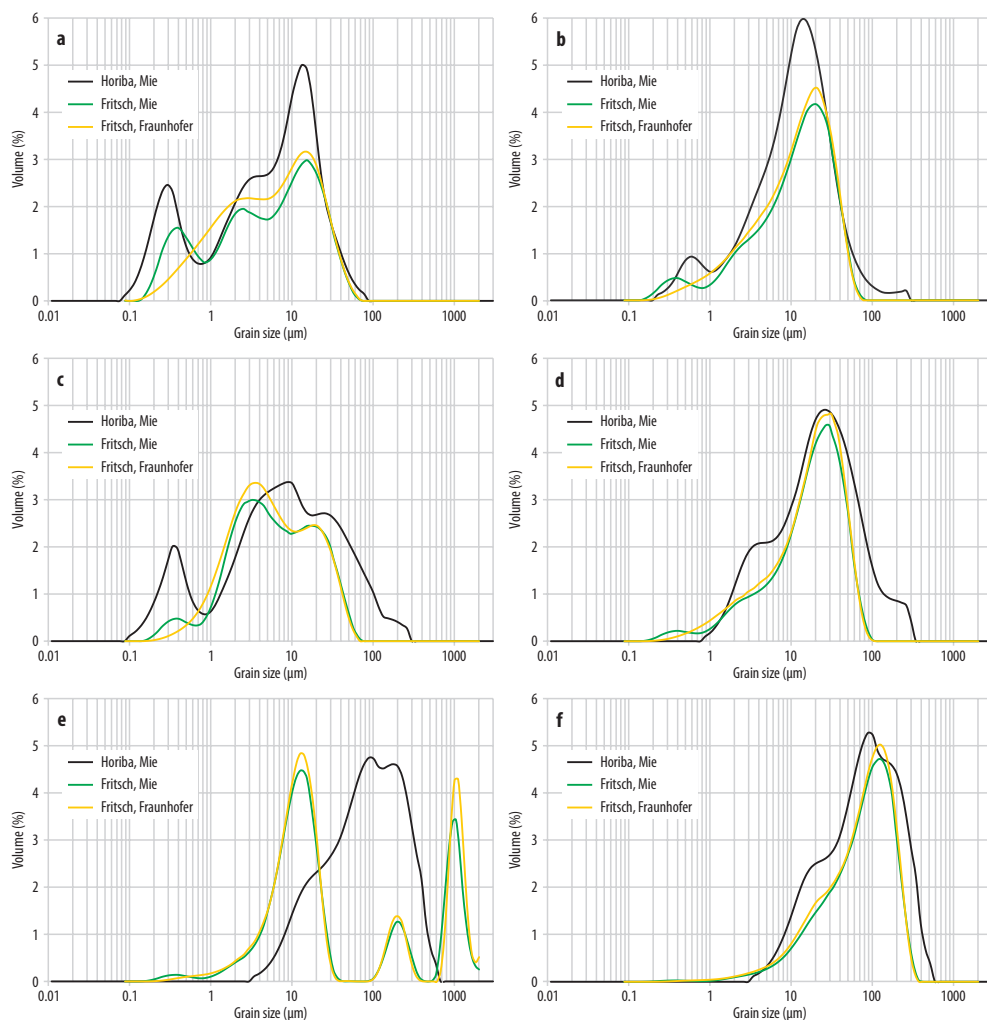 a
Horiba, Mie
Fritsch, Mie
Fritsch, Fraunhofer
Volume (%)
6
5
4
3
2
1
0
0.01 0.1 1 10 100 1000
Grain size (μm)
b
Horiba, Mie
Fritsch, Mie
Fritsch, Fraunhofer
Volume (%)
6
5
4
3
2
1
0
0.01 0.1 1 10 100 1000
Grain size (μm)
c
Horiba, Mie
Fritsch, Mie
Fritsch, Fraunhofer
Volume (%)
6
5
4
3
2
1
0
0.01 0.1 1 10 100 1000
Grain size (μm)
d
Horiba, Mie
Fritsch, Mie
Fritsch, Fraunhofer
Volume (%)
6
5
4
3
2
1
0
0.01 0.1 1 10 100 1000
Grain size (μm)
e
Horiba, Mie
Fritsch, Mie
Fritsch, Fraunhofer
Volume (%)
6
5
4
3
2
1
0
0.01 0.1 1 10 100 1000
Grain size (μm)
f
Horiba, Mie
Fritsch, Mie
Fritsch, Fraunhofer
Volume (%)
6
5
4
3
2
1
0
0.01 0.1 1 10 100 1000
Grain size (μm)